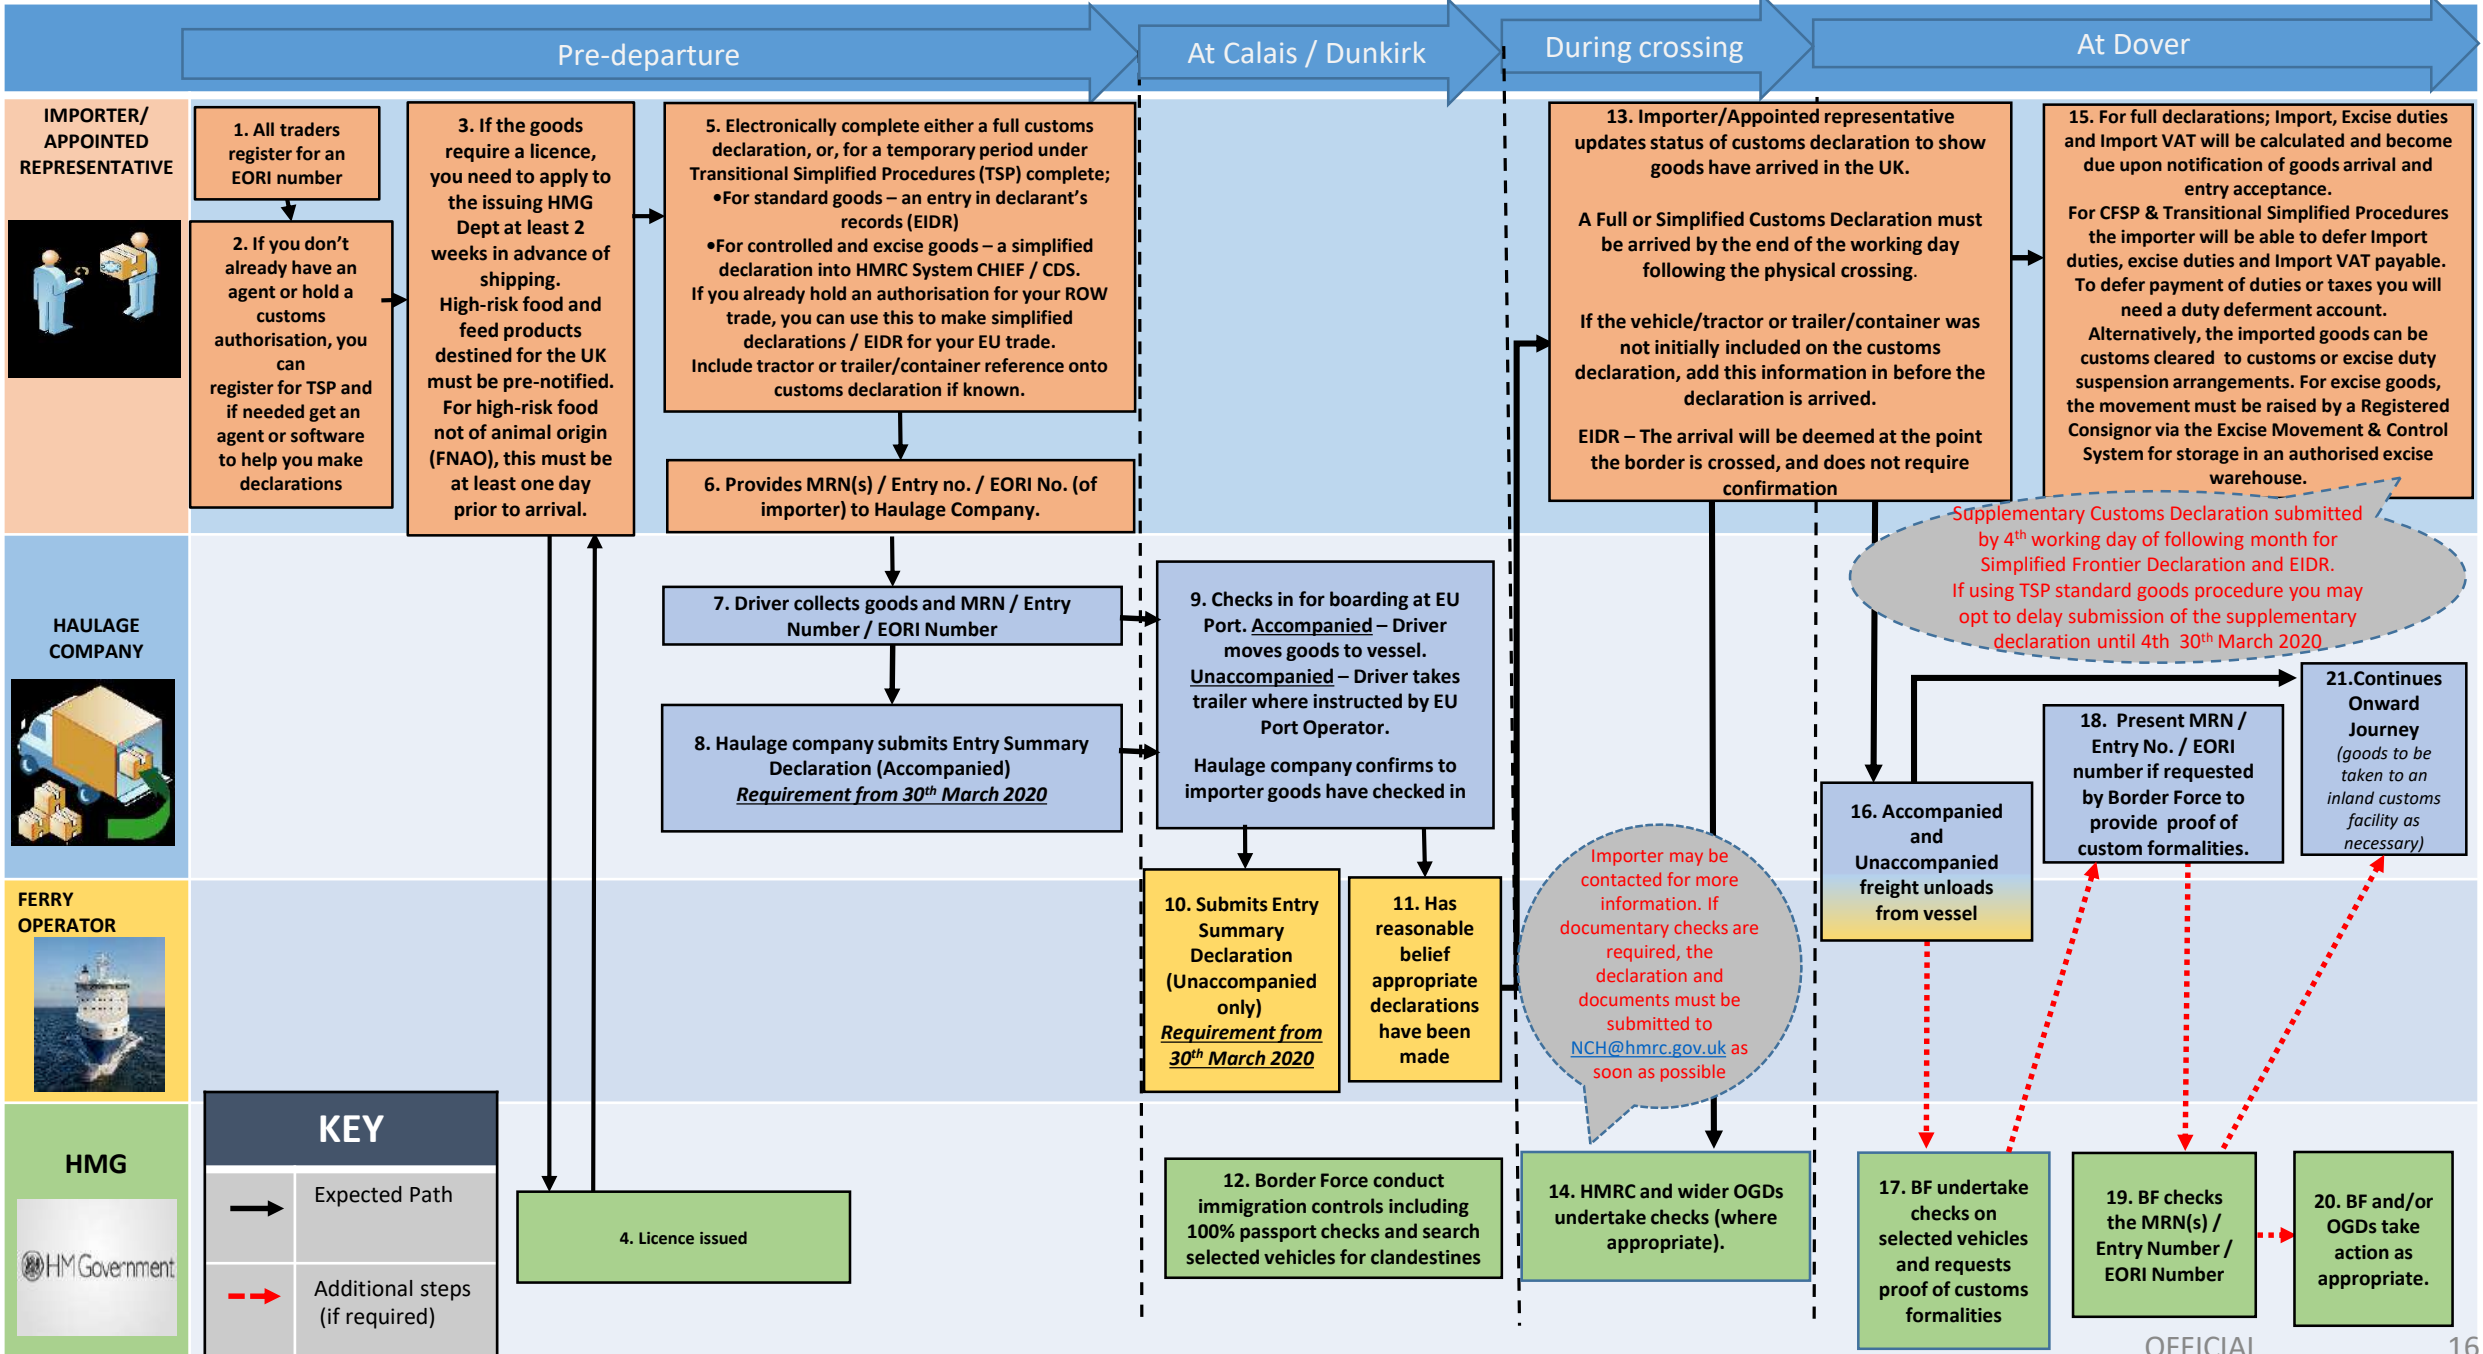 Pre-departure
At Calais / Dunkirk
During crossing
At Dover
IMPORTER/
APPOINTED
REPRESENTATIVE
1. All traders
register for an
EORI number
2. If you don't
already have an
agent or hold a
customs
authorisation, you
can
register for TSP and
if needed get an
agent or software
to help you make
declarations
3. If the goods
require a licence,
you need to apply to
the issuing HMG
Dept at least 2
weeks in advance of
shipping.
High-risk food and
feed products
destined for the UK
must be pre-notified.
For high-risk food
not of animal origin
(FNAO), this must be
at least one day
prior to arrival.
5. Electronically complete either a full customs
declaration, or, for a temporary period under
Transitional Simplified Procedures (TSP) complete;
•For standard goods – an entry in declarant's
records (EIDR)
•For controlled and excise goods – a simplified
declaration into HMRC System CHIEF / CDS.
If you already hold an authorisation for your ROW
trade, you can use this to make simplified
declarations / EIDR for your EU trade.
Include tractor or trailer/container reference onto
customs declaration if known.
6. Provides MRN(s) / Entry no. / EORI No. (of
importer) to Haulage Company.
13. Importer/Appointed representative
updates status of customs declaration to show
goods have arrived in the UK.
A Full or Simplified Customs Declaration must
be arrived by the end of the working day
following the physical crossing.
If the vehicle/tractor or trailer/container was
not initially included on the customs
declaration, add this information in before the
declaration is arrived.
EIDR – The arrival will be deemed at the point
the border is crossed, and does not require
confirmation
15. For full declarations; Import, Excise duties
and Import VAT will be calculated and become
due upon notification of goods arrival and
entry acceptance.
For CFSP & Transitional Simplified Procedures
the importer will be able to defer Import
duties, excise duties and Import VAT payable.
To defer payment of duties or taxes you will
need a duty deferment account.
Alternatively, the imported goods can be
customs cleared to customs or excise duty
suspension arrangements. For excise goods,
the movement must be raised by a Registered
Consignor via the Excise Movement & Control
System for storage in an authorised excise
warehouse.
Supplementary Customs Declaration submitted
by 4th working day of following month for
Simplified Frontier Declaration and EIDR.
If using TSP standard goods procedure you may
opt to delay submission of the supplementary
declaration until 4th 30th March 2020
HAULAGE
COMPANY
7. Driver collects goods and MRN / Entry
Number / EORI Number
8. Haulage company submits Entry Summary
Declaration (Accompanied)
Requirement from 30th March 2020
9. Checks in for boarding at EU
Port. Accompanied – Driver
moves goods to vessel.
Unaccompanied – Driver takes
trailer where instructed by EU
Port Operator.
Haulage company confirms to
importer goods have checked in
16. Accompanied
and
Unaccompanied
freight unloads
from vessel
18. Present MRN /
Entry No. / EORI
number if requested
by Border Force to
provide proof of
custom formalities.
21.Continues
Onward
Journey
(goods to be
taken to an
inland customs
facility as
necessary)
FERRY
OPERATOR
10. Submits Entry
Summary
Declaration
(Unaccompanied
only)
Requirement from
30th March 2020
11. Has
reasonable
belief
appropriate
declarations
have been
made
Importer may be
contacted for more
information. If
documentary checks are
required, the
declaration and
documents must be
submitted to
NCH@hmrc.gov.uk as
soon as possible
HMG
HM Government
KEY
Expected Path
Additional steps
(if required)
4. Licence issued
12. Border Force conduct
immigration controls including
100% passport checks and search
selected vehicles for clandestines
14. HMRC and wider OGDs
undertake checks (where
appropriate).
17. BF undertake
checks on
selected vehicles
and requests
proof of customs
formalities
19. BF checks
the MRN(s) /
Entry Number /
EORI Number
20. BF and/or
OGDs take
action as
appropriate.
OFFICIAL
16